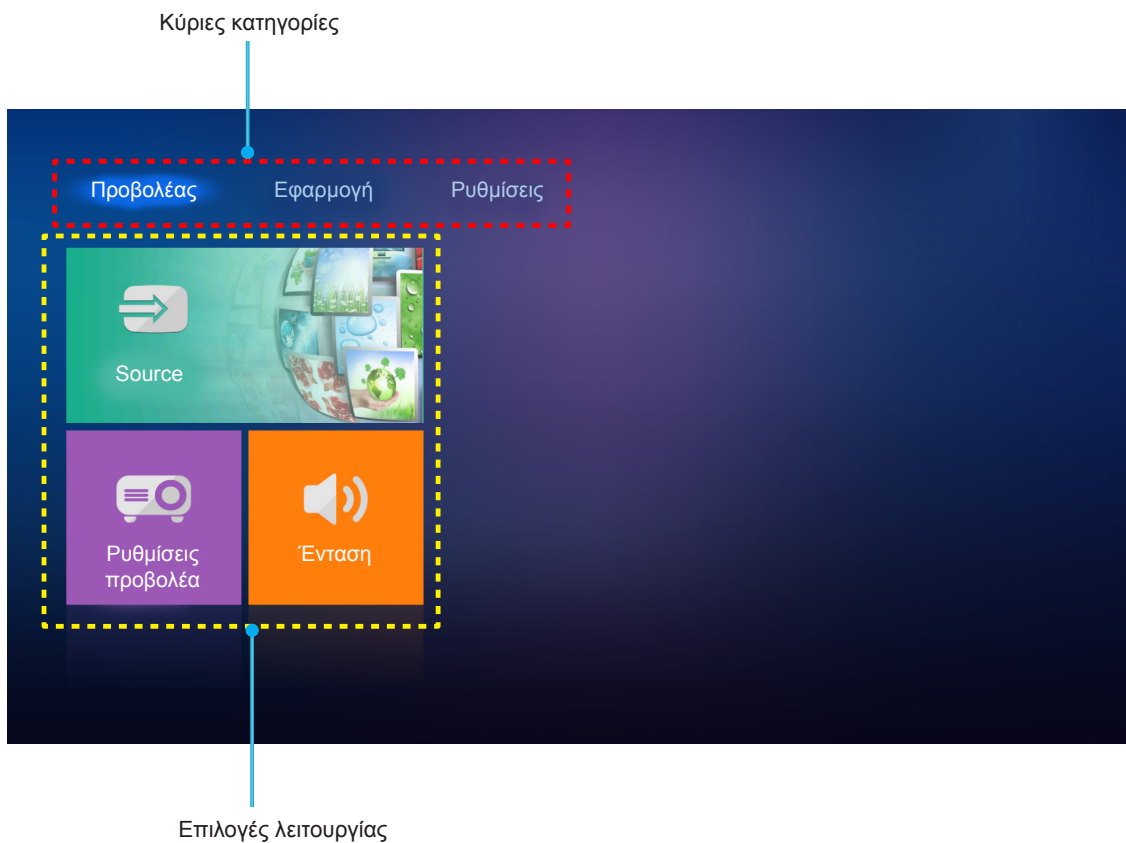 Κύριες κατηγορίες
Προβολέας Εφαρμογή Ρυθμίσεις
Source
Ρυθμίσεις
προβολέα
Ένταση
Επιλογές λειτουργίας